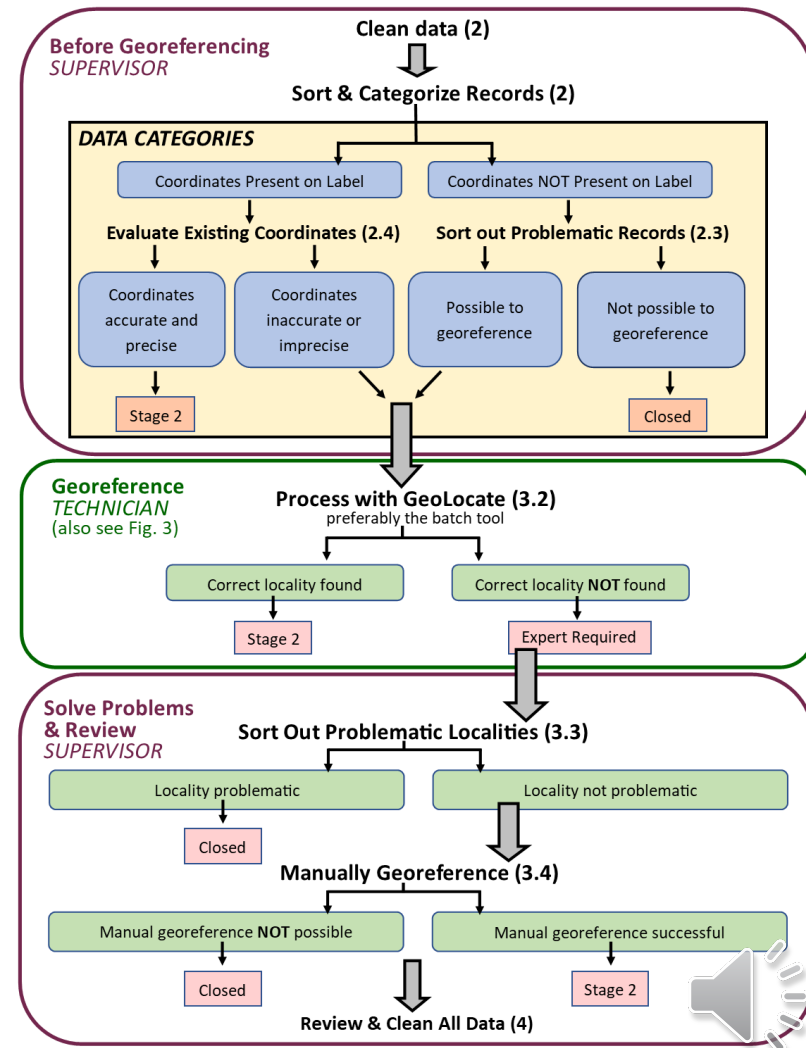 Clean data (2)
Before Georeferencing
SUPERVISOR
Sort & Categorize Records (2)
DATA CATEGORIES
Coordinates Present on Label
Coordinates NOT Present on Label
Evaluate Existing Coordinates (2.4)
Sort out Problematic Records (2.3)
Coordinates
accurate and
precise
Coordinates
inaccurate or
imprecise
Possible to
georeference
Not possible to
georeference
Stage 2
Closed
Georeference
TECHNICIAN
(also see Fig. 3)
Process with GeoLocate (3.2)
preferably the batch tool
Correct locality found
Correct locality NOT found
Stage 2
Expert Required
Solve Problems
& Review
SUPERVISOR
Sort Out Problematic Localities (3.3)
Locality problematic
Locality not problematic
Closed
Manually Georeference (3.4)
Manual georeference NOT possible
Manual georeference successful
Closed
Stage 2
Review & Clean All Data (4)